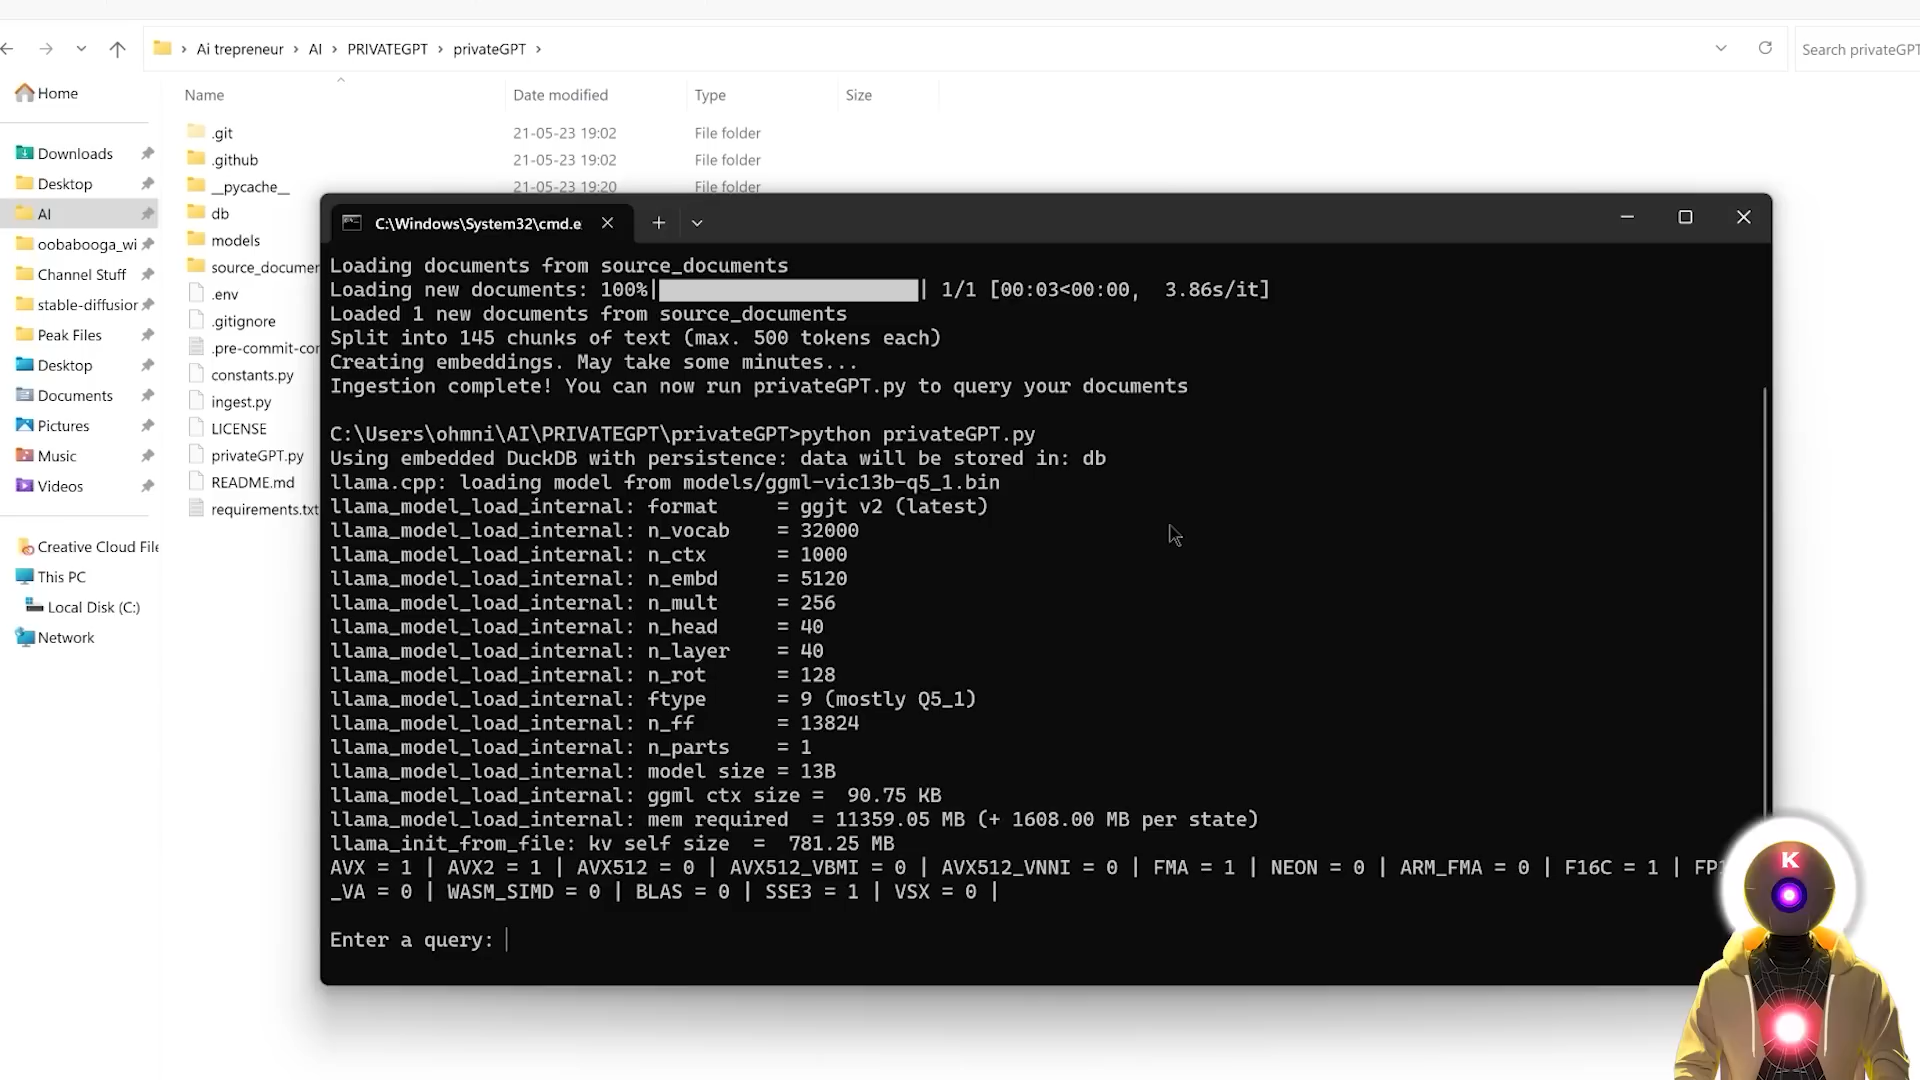 Ai trepreneur > AI > PRIVATEGPT > privateGPT >
Search privateGPT
Name Date modified Type Size
Home
Downloads
Desktop
AI
oobabooga_wi
Channel Stuff
stable-diffusior
Peak Files
Desktop
Documents
Pictures
Music
Videos
Creative Cloud File
This PC
Local Disk (C:)
Network
.git 21-05-23 19:02 File folder
.github 21-05-23 19:02 File folder
__pycache__ 21-05-23 19:20 File folder
db
models
source_documen
.env
.gitignore
.pre-commit-con
constants.py
ingest.py
LICENSE
privateGPT.py
README.md
requirements.txt
C:\Windows\System32\cmd.e
Loading documents from source_documents
Loading new documents: 100%| | 1/1 [00:03<00:00, 3.86s/it]
Loaded 1 new documents from source_documents
Split into 145 chunks of text (max. 500 tokens each)
Creating embeddings. May take some minutes...
Ingestion complete! You can now run privateGPT.py to query your documents
C:\Users\ohmni\AI\PRIVATEGPT\privateGPT>python privateGPT.py
Using embedded DuckDB with persistence: data will be stored in: db
llama.cpp: loading model from models/ggml-vic13b-q5_1.bin
llama_model_load_internal: format = ggjt v2 (latest)
llama_model_load_internal: n_vocab = 32000
llama_model_load_internal: n_ctx = 1000
llama_model_load_internal: n_embd = 5120
llama_model_load_internal: n_mult = 256
llama_model_load_internal: n_head = 40
llama_model_load_internal: n_layer = 40
llama_model_load_internal: n_rot = 128
llama_model_load_internal: ftype = 9 (mostly Q5_1)
llama_model_load_internal: n_ff = 13824
llama_model_load_internal: n_parts = 1
llama_model_load_internal: model size = 13B
llama_model_load_internal: ggml ctx size = 90.75 KB
llama_model_load_internal: mem required = 11359.05 MB (+ 1608.00 MB per state)
llama_init_from_file: kv self size = 781.25 MB
AVX = 1 | AVX2 = 1 | AVX512 = 0 | AVX512_VBMI = 0 | AVX512_VNNI = 0 | FMA = 1 | NEON = 0 | ARM_FMA = 0 | F16C = 1 | FP1
_VA = 0 | WASM_SIMD = 0 | BLAS = 0 | SSE3 = 1 | VSX = 0 |
Enter a query:
K